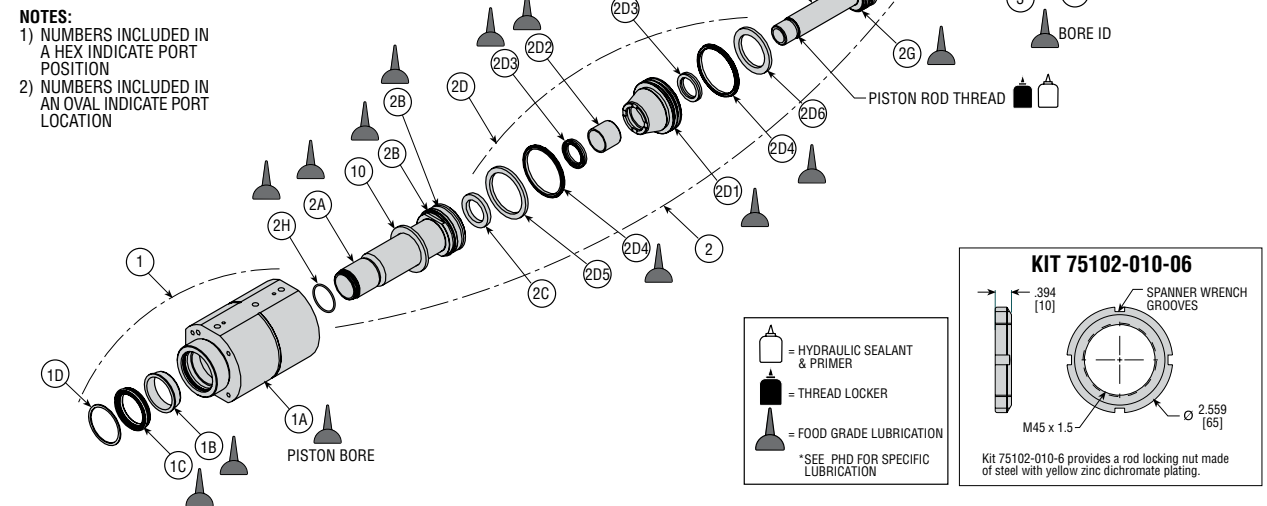 NOTES:
1) NUMBERS INCLUDED IN
A HEX INDICATE PORT
POSITION
2) NUMBERS INCLUDED IN
AN OVAL INDICATE PORT
LOCATION
2D3
2G
BORE ID
PISTON ROD THREAD
2D2
2D3
2D
2D6
2D4
2D1
2B
2B
10
2A
2H
2D4
2
2D5
2C
1
1D
1A
PISTON BORE
1B
1C
= HYDRAULIC SEALANT
& PRIMER
= THREAD LOCKER
= FOOD GRADE LUBRICATION
*SEE PHD FOR SPECIFIC
LUBRICATION
KIT 75102-010-06
.394
[10]
SPANNER WRENCH
GROOVES
M45 x 1.5
Ø 2.559
[65]
Kit 75102-010-6 provides a rod locking nut made
of steel with yellow zinc dichromate plating.